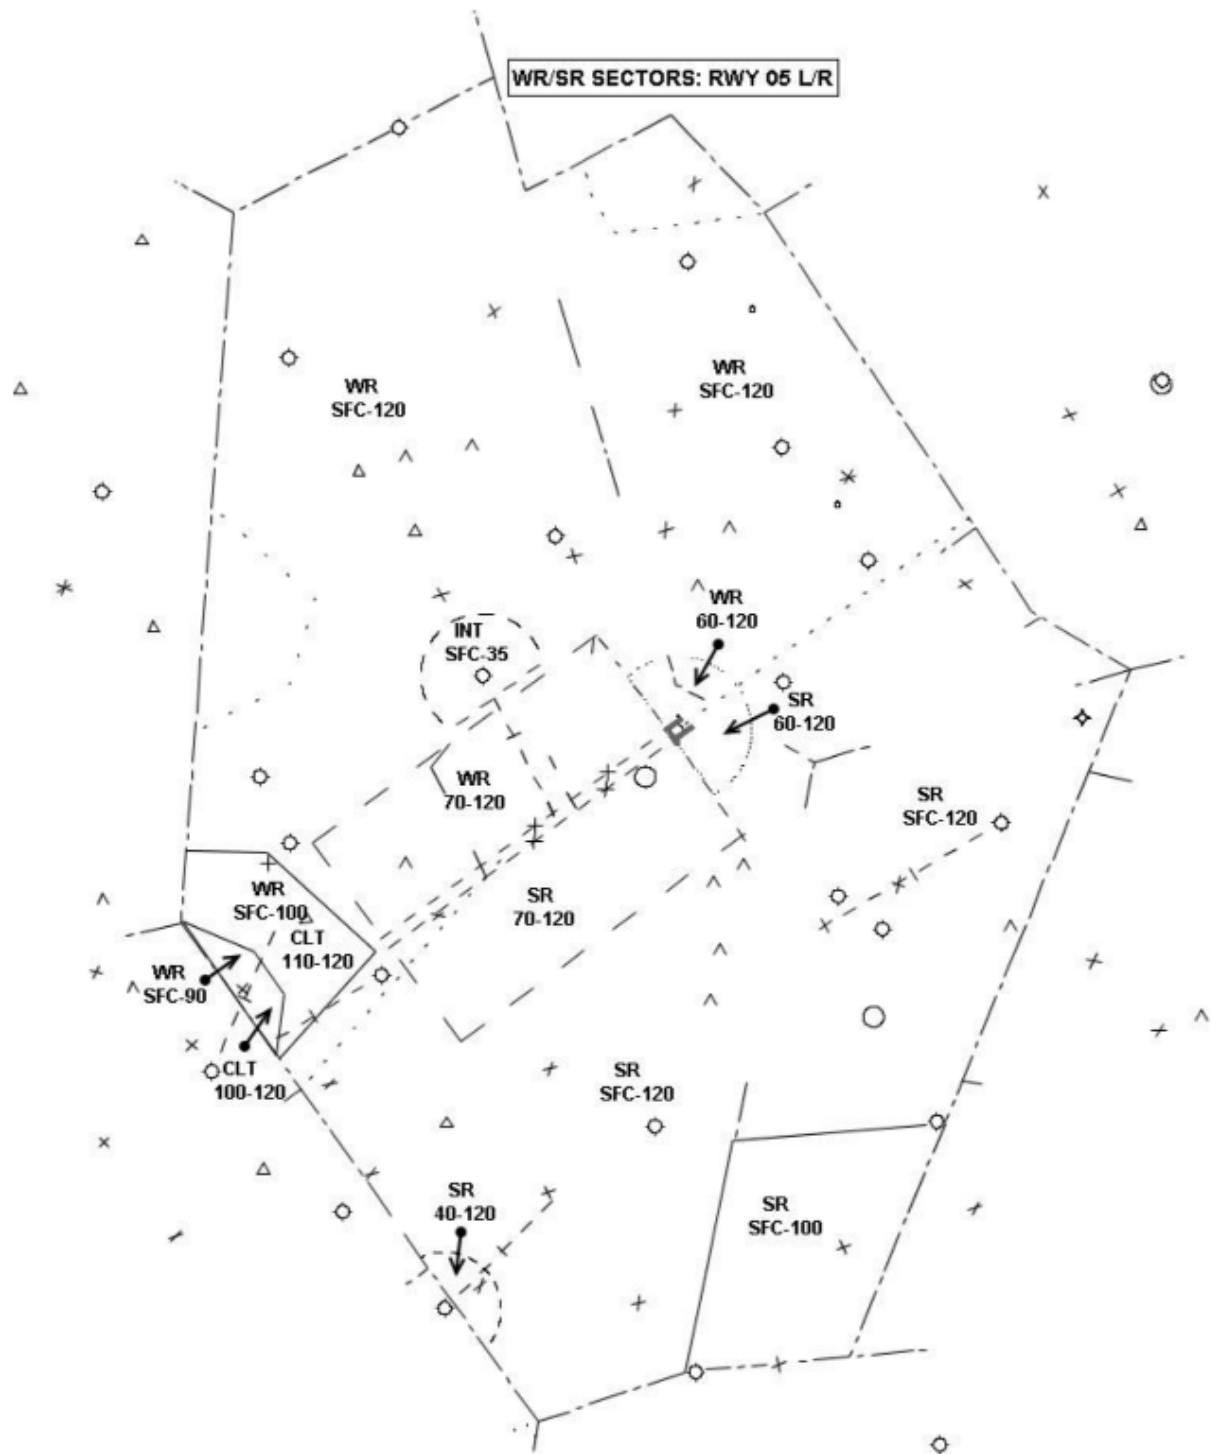 WR/SR SECTORS: RWY 05 L/R
WR
SFC-120
WR
SFC-120
WR
60-120
INT
SFC-35
SR
60-120
WR
70-120
SR
SFC-120
WR
SFC-100
CLT
110-120
SR
70-120
WR
SFC-90
CLT
100-120
SR
SFC-120
SR
40-120
SR
SFC-100